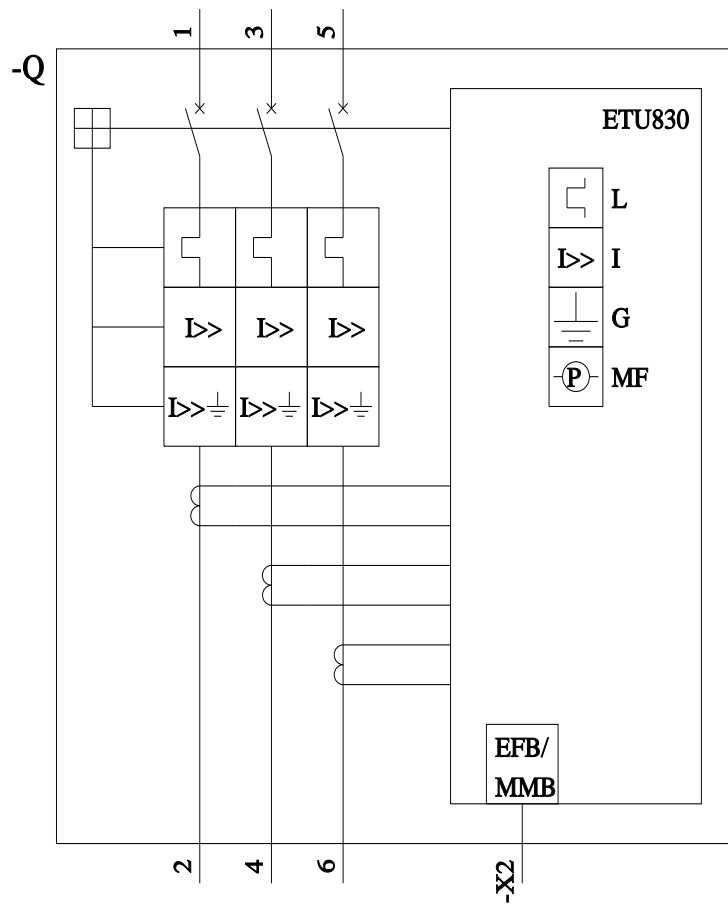 1
3
5
-Q
ETU830
L
I>> I
G
P MF
I>> I>> I>>
I>> I>> I>>
EFB/
MMB
2
4
6
-X2